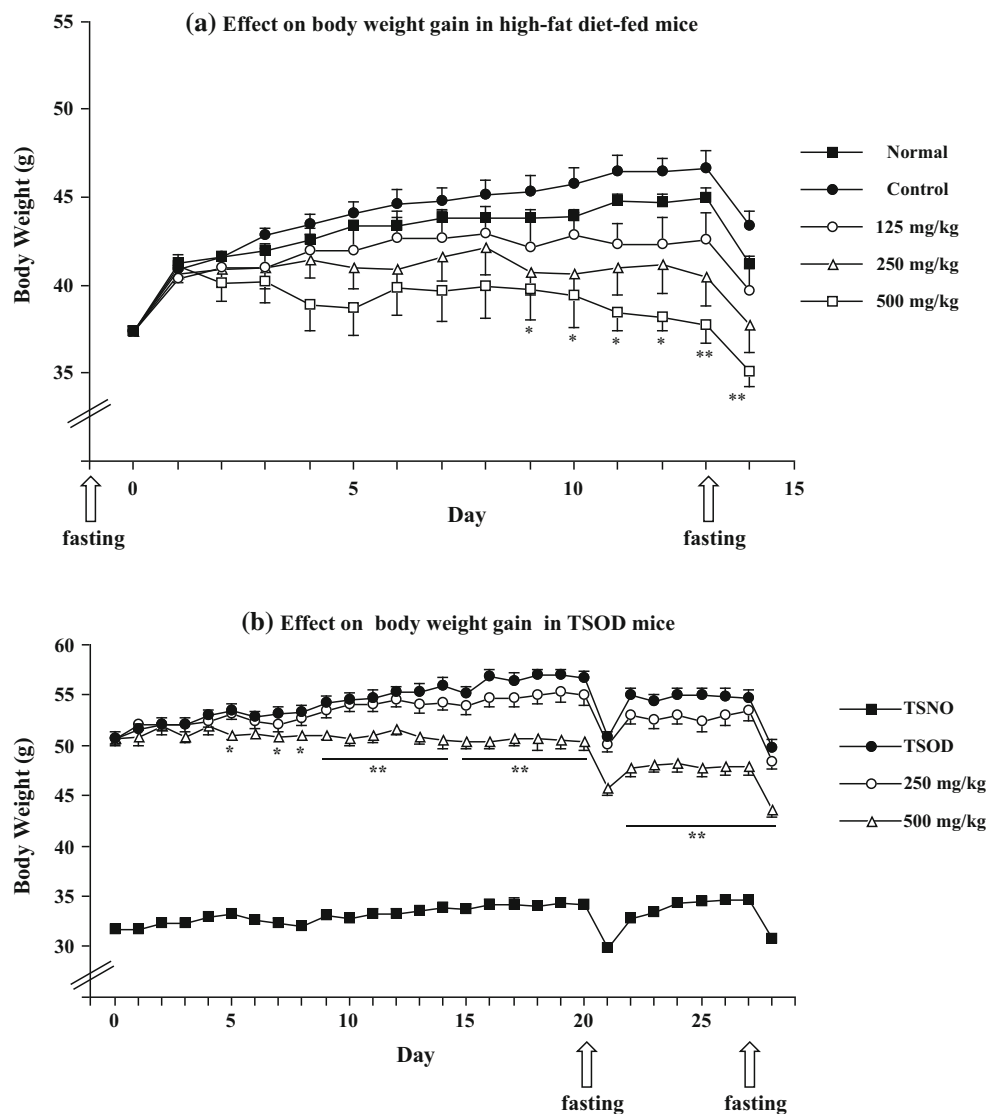 (a) Effect on body weight gain in high-fat diet-fed mice
55
50
45
40
35
Body Weight (g)
Normal
Control
125 mg/kg
250 mg/kg
500 mg/kg
* * * * ** **
0 5 10 15
Day
fasting fasting
(b) Effect on body weight gain in TSOD mice
60
55
50
45
40
35
30
Body Weight (g)
TSNO
TSOD
250 mg/kg
500 mg/kg
* * * ** **
**
0 5 10 15 20 25
Day
fasting fasting